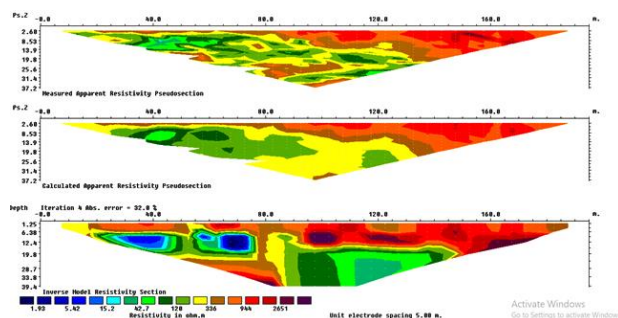 Ps.Z -0.0 40.0 80.0 120.0 160.0 m.
2.60
8.53
13.9
19.8
25.6
31.4
37.2
Measured Apparent Resistivity Pseudosection
Ps.Z -0.0 40.0 80.0 120.0 160.0 m.
2.60
8.53
13.9
19.8
25.6
31.4
37.2
Calculated Apparent Resistivity Pseudosection
Depth Iteration 4 Abs. error = 32.0 %
-0.0 40.0 80.0 120.0 160.0 m.
1.25
6.38
12.4
19.8
28.7
33.8
39.4
Inverse Model Resistivity Section
1.93 5.42 15.2 42.7 120 336 944 2651
Resistivity in ohm.m
Unit electrode spacing 5.00 m.
Activate Windows
Go to Settings to activate Window